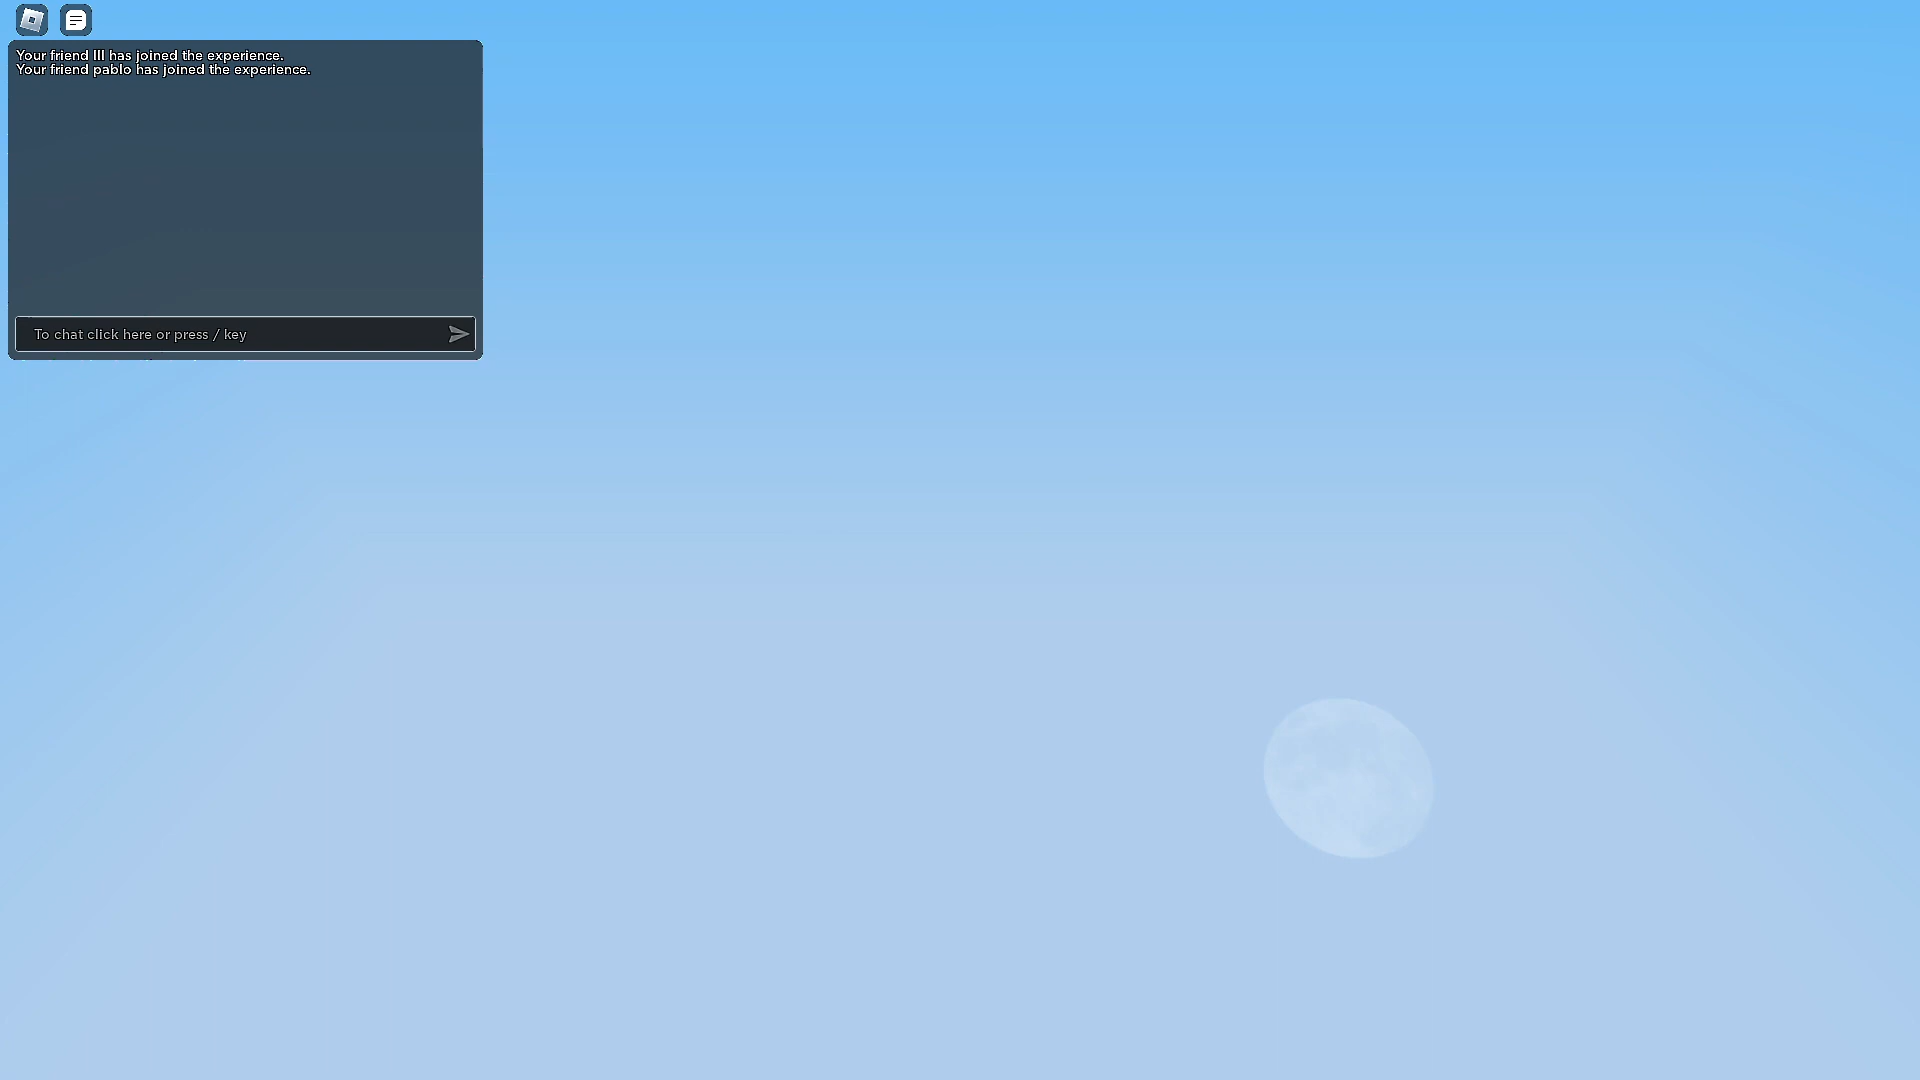 Your friend lll has joined the experience.
Your friend pablo has joined the experience.
To chat click here or press / key